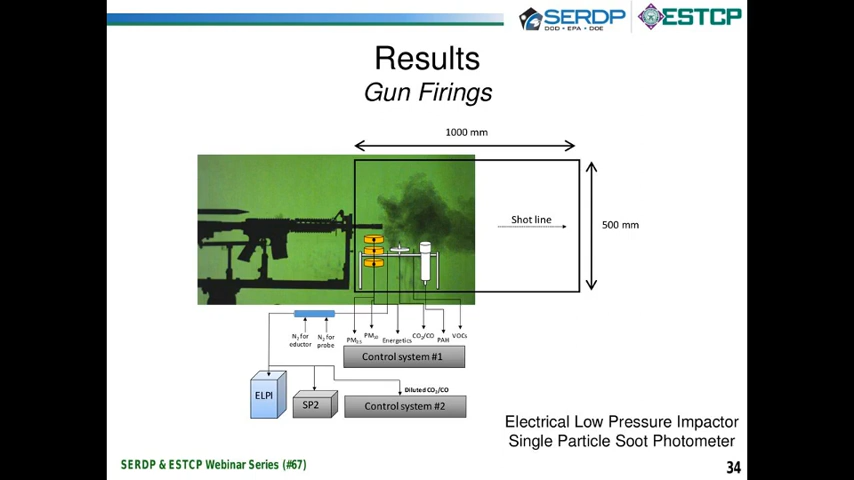 SERDP
DOD • EPA • DOE
ESTCP
Results
Gun Firings
1000 mm
Shot line
500 mm
N2 for
eductor
N2 for
probe
PM2.5
PM10
Energetics
CO2/CO
PAH
VOCs
Control system #1
ELPI
SP2
Diluted CO2/CO
Control system #2
Electrical Low Pressure Impactor
Single Particle Soot Photometer
SERDP & ESTCP Webinar Series (#67)
34